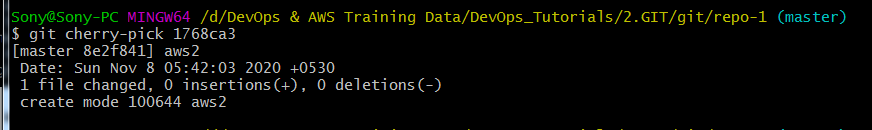 Sony@Sony-PC MINGW64 /d/DevOps & AWS Training Data/DevOps_Tutorials/2.GIT/git/repo-1 (master)
$ git cherry-pick 1768ca3
[master 8e2f841] aws2
 Date: Sun Nov 8 05:42:03 2020 +0530
 1 file changed, 0 insertions(+), 0 deletions(-)
 create mode 100644 aws2